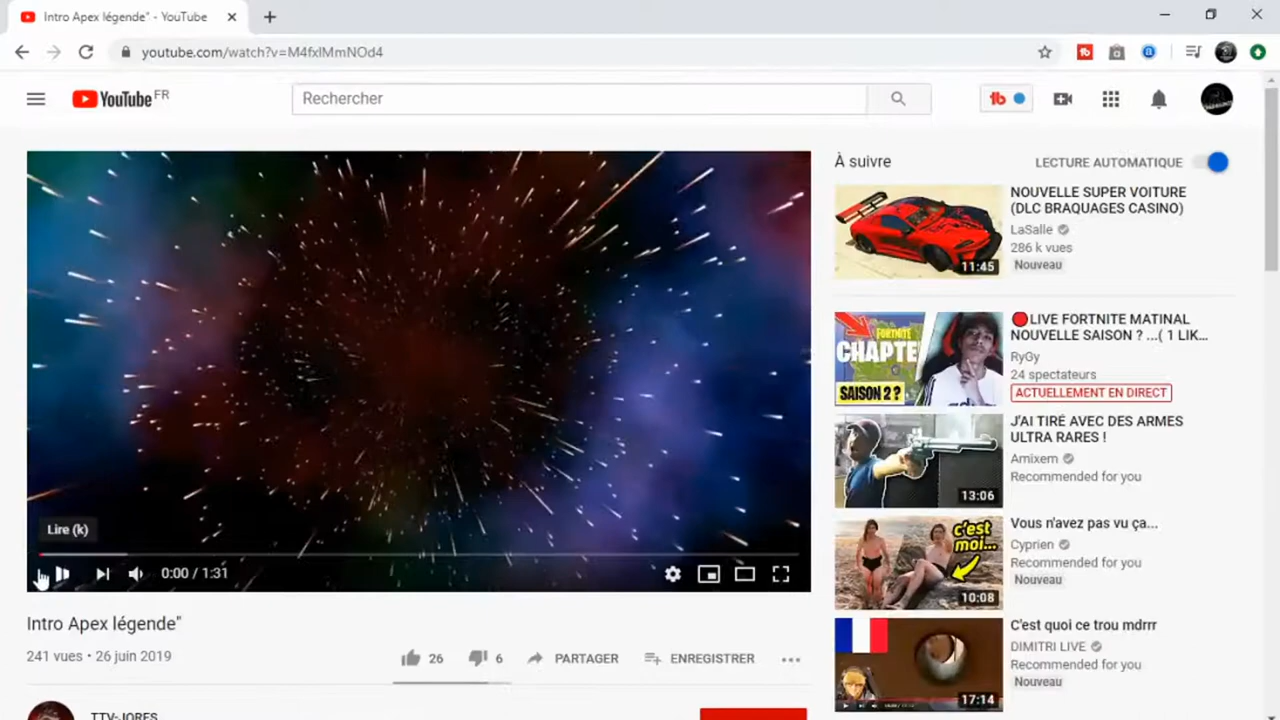 Intro Apex légende" - YouTube
youtube.com/watch?v=M4fxlMmNOd4
YouTube FR
Rechercher
À suivre
LECTURE AUTOMATIQUE
NOUVELLE SUPER VOITURE
(DLC BRAQUAGES CASINO)
LaSalle
286 k vues
Nouveau
11:45
LIVE FORTNITE MATINAL
NOUVELLE SAISON ? ...( 1 LIK...
RyGy
24 spectateurs
ACTUELLEMENT EN DIRECT
FORTNITE
CHAPTE
SAISON 2 ?
J'AI TIRÉ AVEC DES ARMES
ULTRA RARES !
Amixem
Recommended for you
13:06
Vous n'avez pas vu ça...
Cyprien
Recommended for you
Nouveau
c'est
moi...
10:08
C'est quoi ce trou mdrrr
DIMITRI LIVE
Recommended for you
Nouveau
17:14
Lire (k)
0:00 / 1:31
Intro Apex légende"
241 vues • 26 juin 2019
26
6
PARTAGER
ENREGISTRER
TTV-JORES